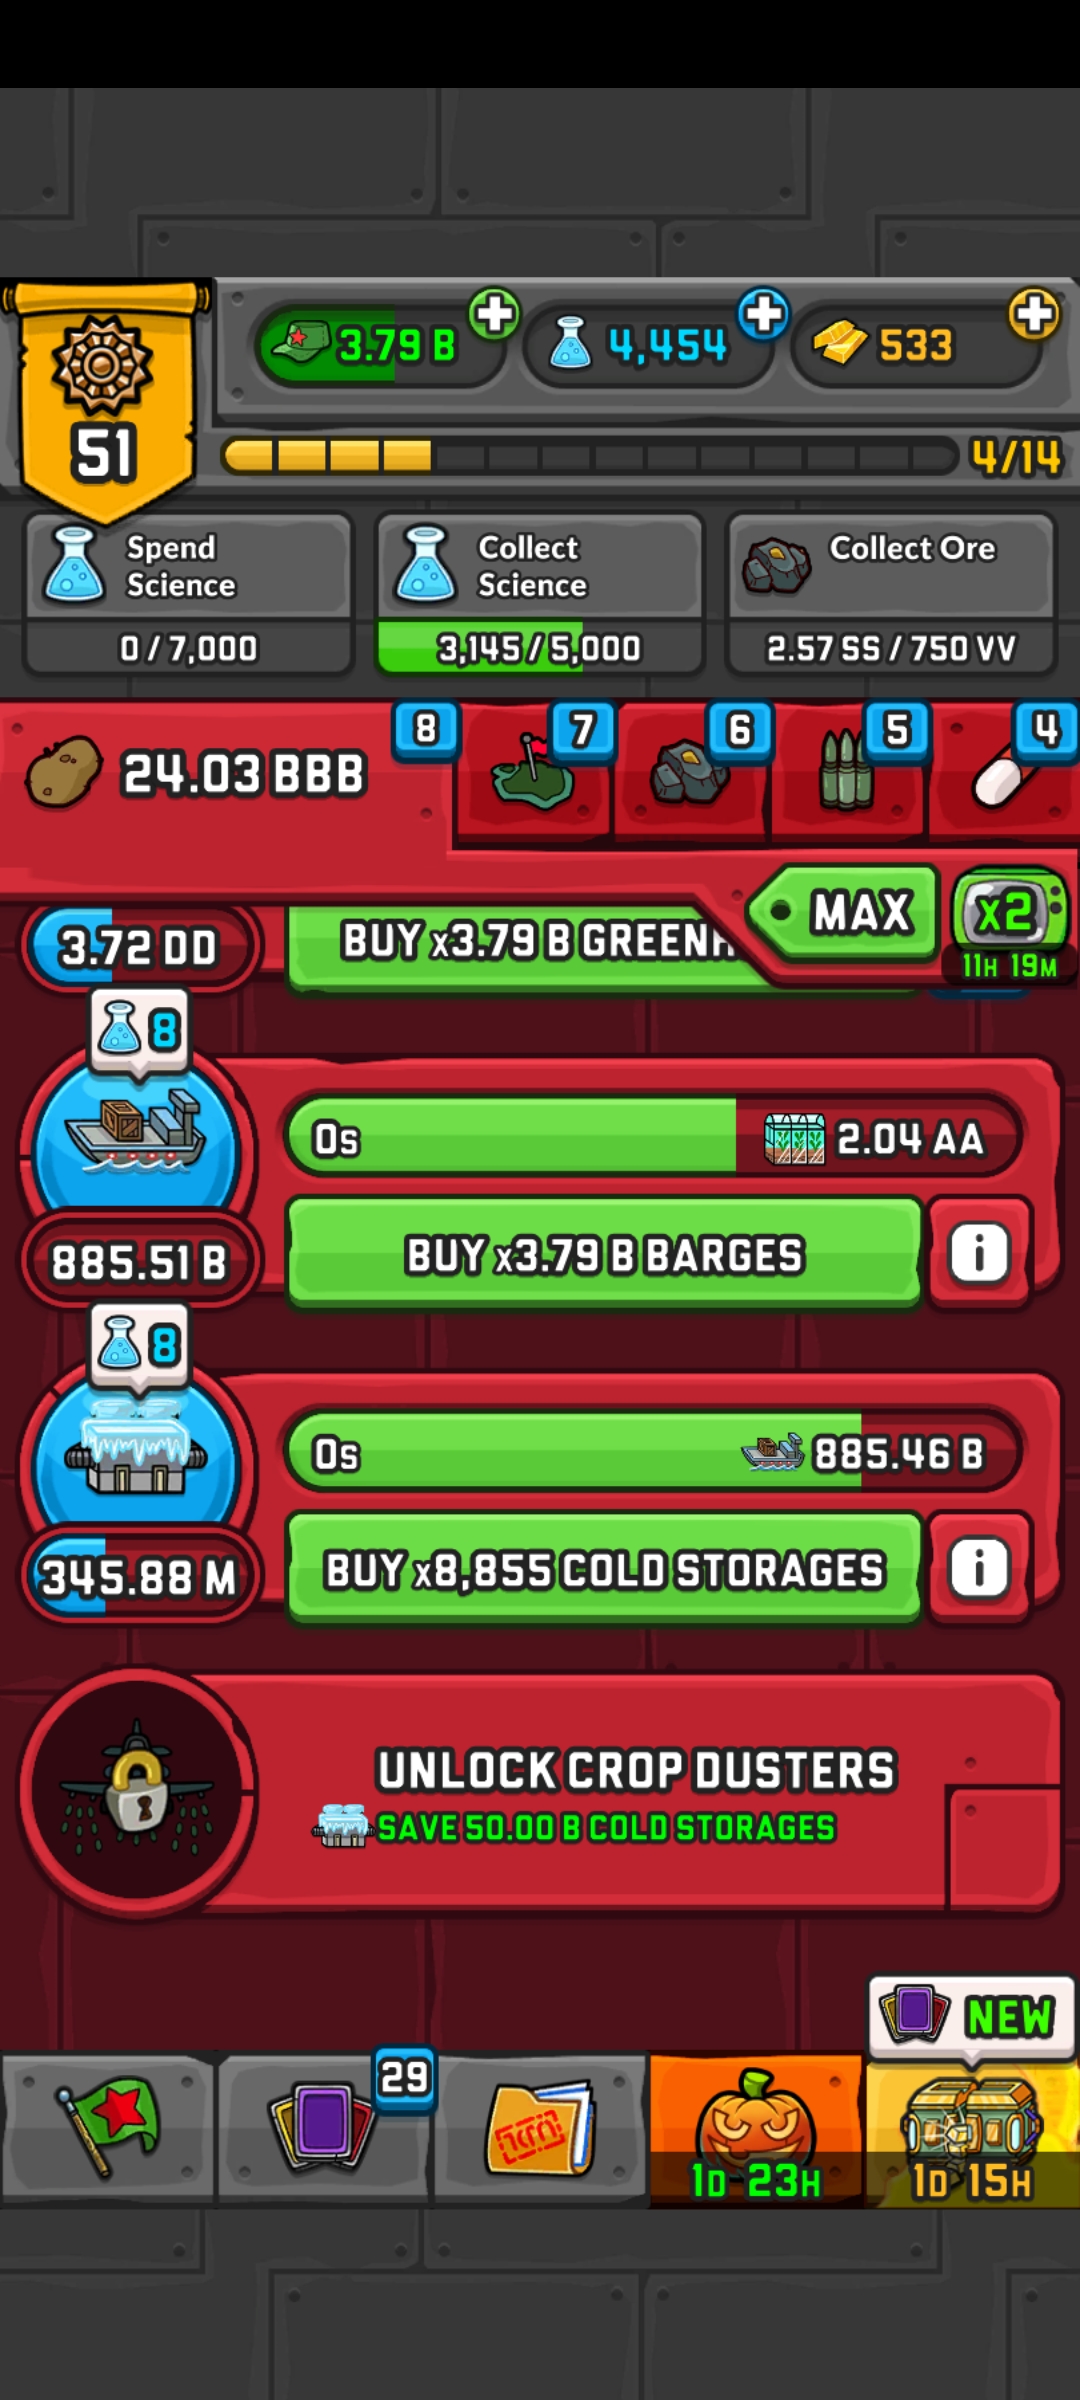 3.79 B
4,454
533
51
4/14
Spend
Science
0 / 7,000
Collect
Science
3,145 / 5,000
Collect Ore
2.57 SS / 750 VV
24.03 BBB
8
7
6
5
4
MAX
x2
11H 19M
3.72 DD
BUY x3.79 B GREENH
8
0s
2.04 AA
885.51 B
BUY x3.79 B BARGES
i
8
0s
885.46 B
345.88 M
BUY x8,855 COLD STORAGES
i
UNLOCK CROP DUSTERS
SAVE 50.00 B COLD STORAGES
NEW
29
1D 23H
1D 15H